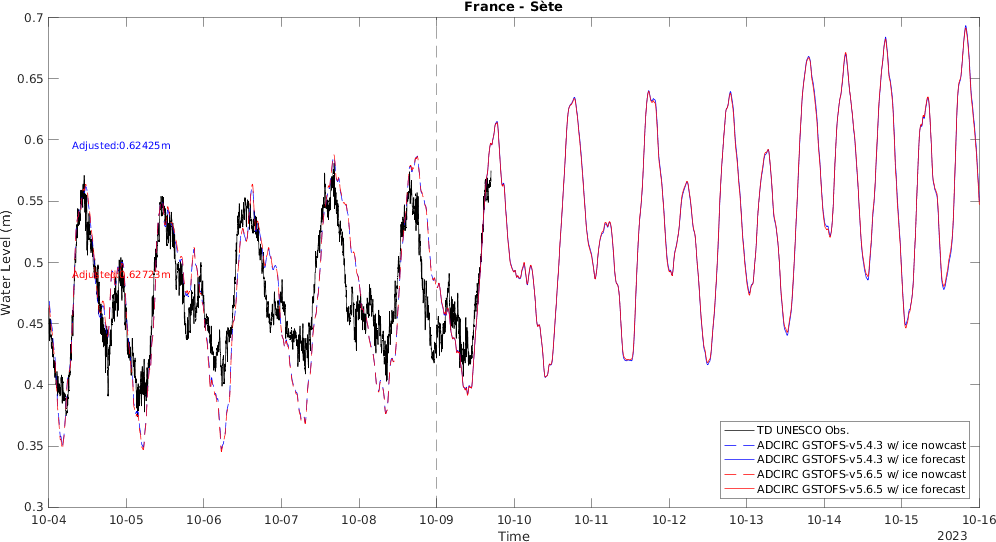 France - Sète
0.7
0.65
0.6
0.55
0.5
0.45
0.4
0.35
0.3
Water Level (m)
Adjusted:0.62425m
Adjusted:0.62723m
TD UNESCO Obs.
ADCIRC GSTOFS-v5.4.3 w/ ice nowcast
ADCIRC GSTOFS-v5.4.3 w/ ice forecast
ADCIRC GSTOFS-v5.6.5 w/ ice nowcast
ADCIRC GSTOFS-v5.6.5 w/ ice forecast
10-04 10-05 10-06 10-07 10-08 10-09 10-10 10-11 10-12 10-13 10-14 10-15 10-16
Time
2023